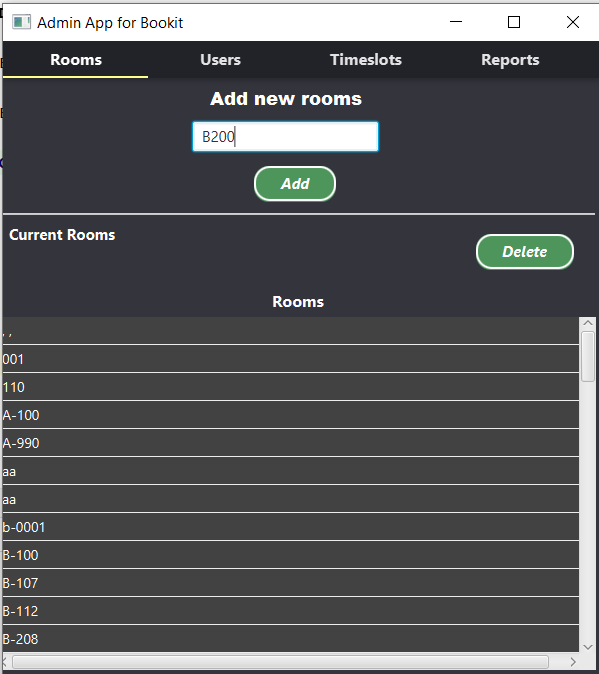 Admin App for Bookit
Rooms Users Timeslots Reports
Add new rooms
B200
Add
Current Rooms
Delete
Rooms
, ,
001
110
A-100
A-990
aa
aa
b-0001
B-100
B-107
B-112
B-208